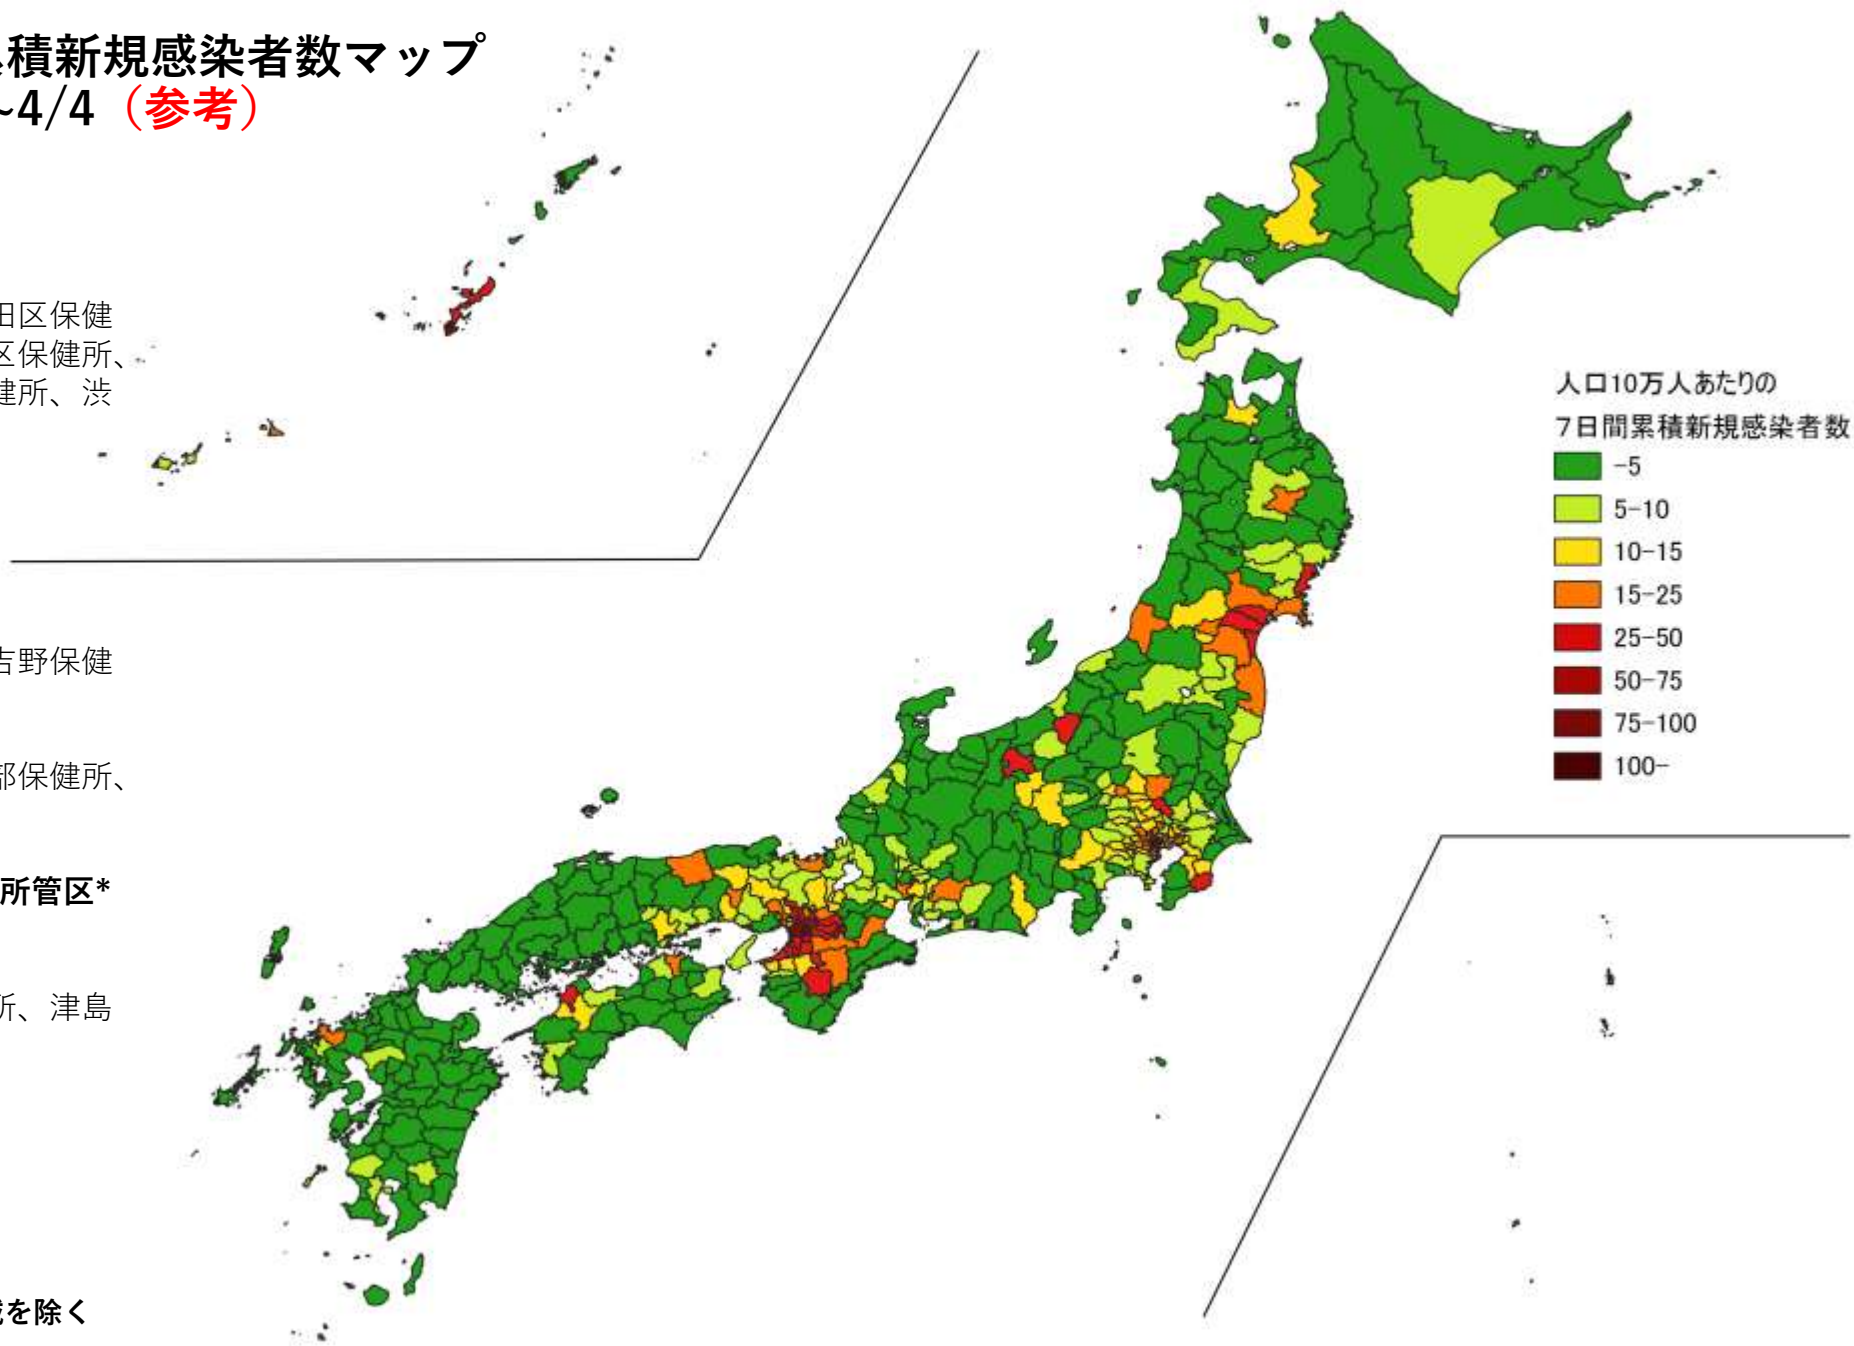 積新規感染者数マップ
~4/4（参考）
田区保健
区保健所、
健所、渋
吉野保健
部保健所、
所管区*
所、津島
を除く
人口10万人あたりの
7日間累積新規感染者数
-5
5-10
10-15
15-25
25-50
50-75
75-100
100-